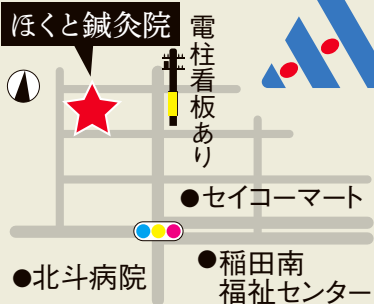 ほくと鍼灸院
電柱看板あり
●セイコーマート
●稲田南
福祉センター
●北斗病院